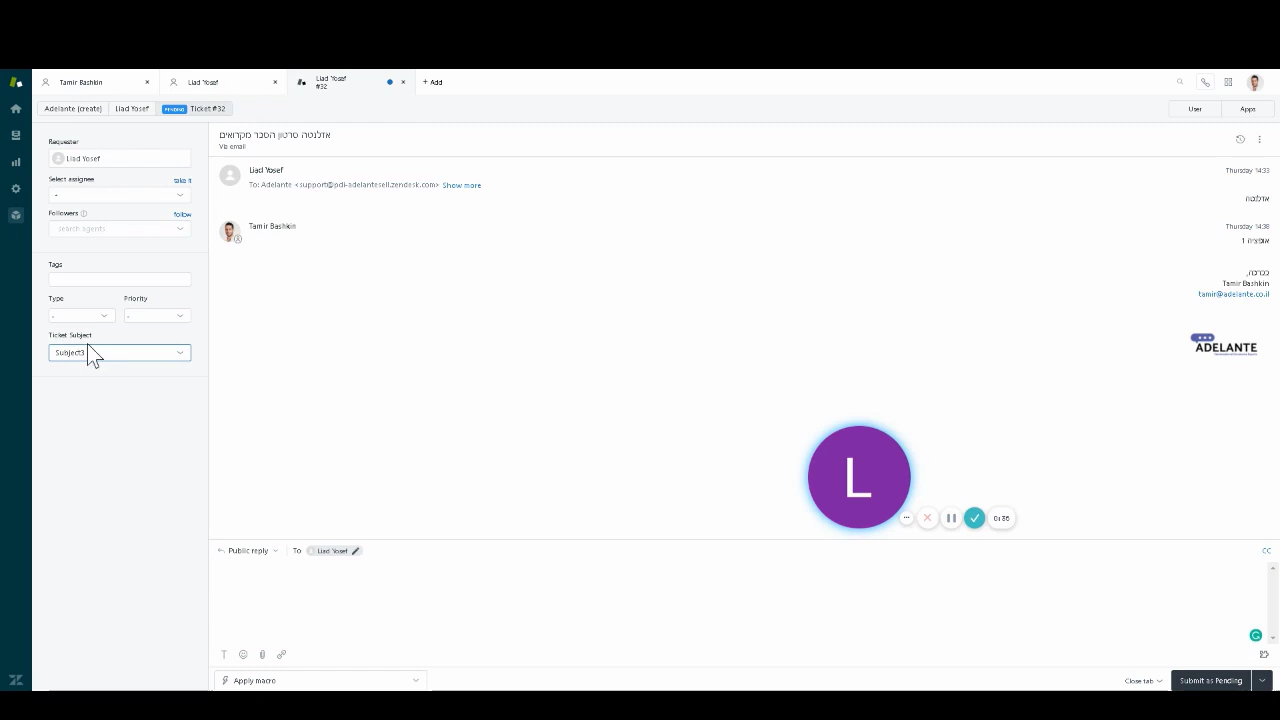 Tamir Bashkin
Liad Yosef
Liad Yosef
#32
+ Add
Adelante (create)
Liad Yosef
PENDING Ticket #32
User
Apps
Requester
Liad Yosef
Select assignee
take it
-
Followers
follow
search agents
Tags
Type
Priority
-
-
Ticket Subject
Subject3
אדלנטה סרטון הסבר מקרואים
Via email
Liad Yosef
Thursday 14:33
To: Adelante <support@pdi-adelantesell.zendesk.com> Show more
אדלנטה
Tamir Bashkin
Thursday 14:38
אופציה 1
בברכה,
Tamir Bashkin
tamir@adelante.co.il
ADELANTE
L
01:36
Public reply
To
Liad Yosef
CC
T
Apply macro
Close tab
Submit as Pending